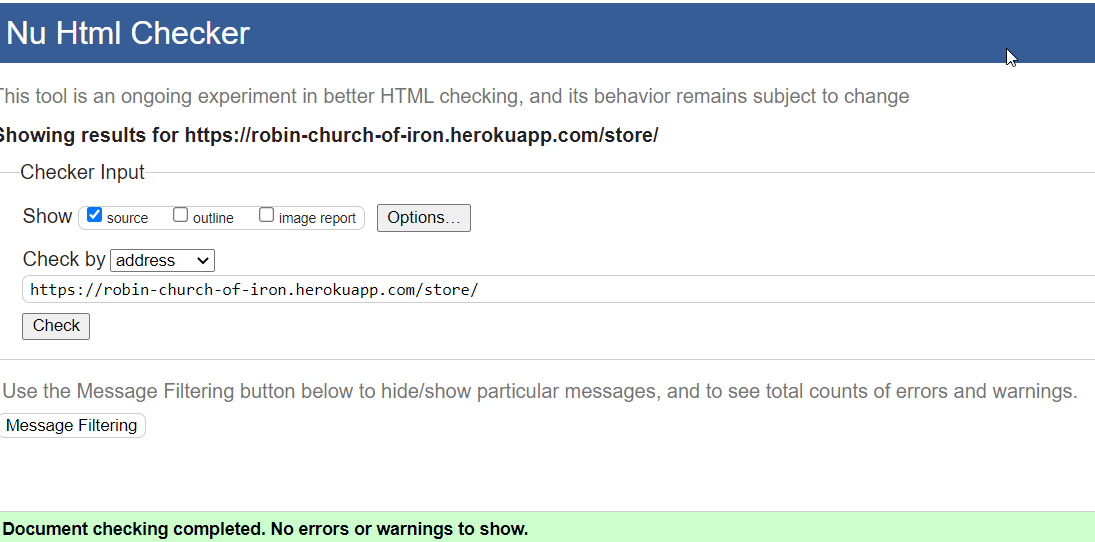 Nu Html Checker
This tool is an ongoing experiment in better HTML checking, and its behavior remains subject to change
Showing results for https://robin-church-of-iron.herokuapp.com/store/
Checker Input
Show source outline image report Options...
Check by address
https://robin-church-of-iron.herokuapp.com/store/
Check
Use the Message Filtering button below to hide/show particular messages, and to see total counts of errors and warnings.
Message Filtering
Document checking completed. No errors or warnings to show.